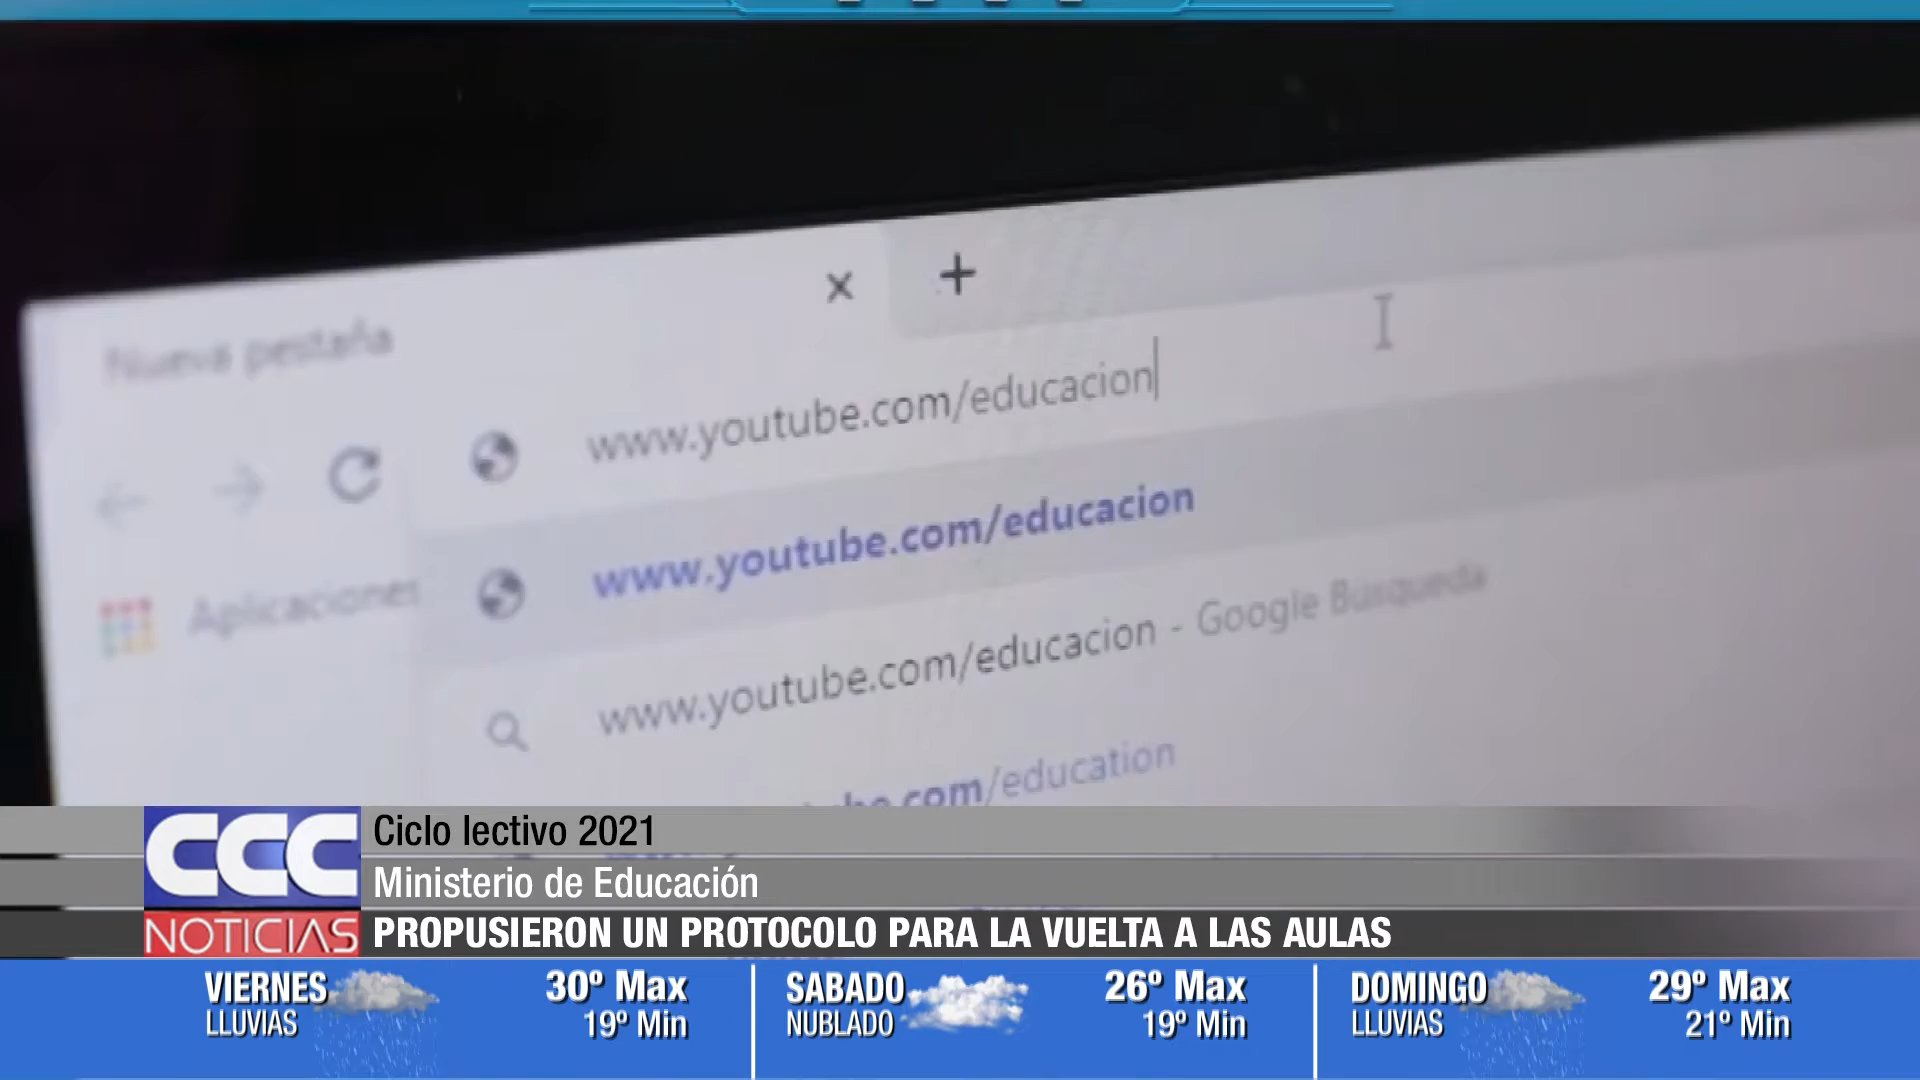 Nueva pestaña
www.youtube.com/educacion
www.youtube.com/educacion
Aplicaciones
www.youtube.com/educacion - Google Búsqueda
.com/education
CCC
NOTICIAS
Ciclo lectivo 2021
Ministerio de Educación
PROPUSIERON UN PROTOCOLO PARA LA VUELTA A LAS AULAS
VIERNES
LLUVIAS
30º Max
19º Min
SABADO
NUBLADO
26º Max
19º Min
DOMINGO
LLUVIAS
29º Max
21º Min